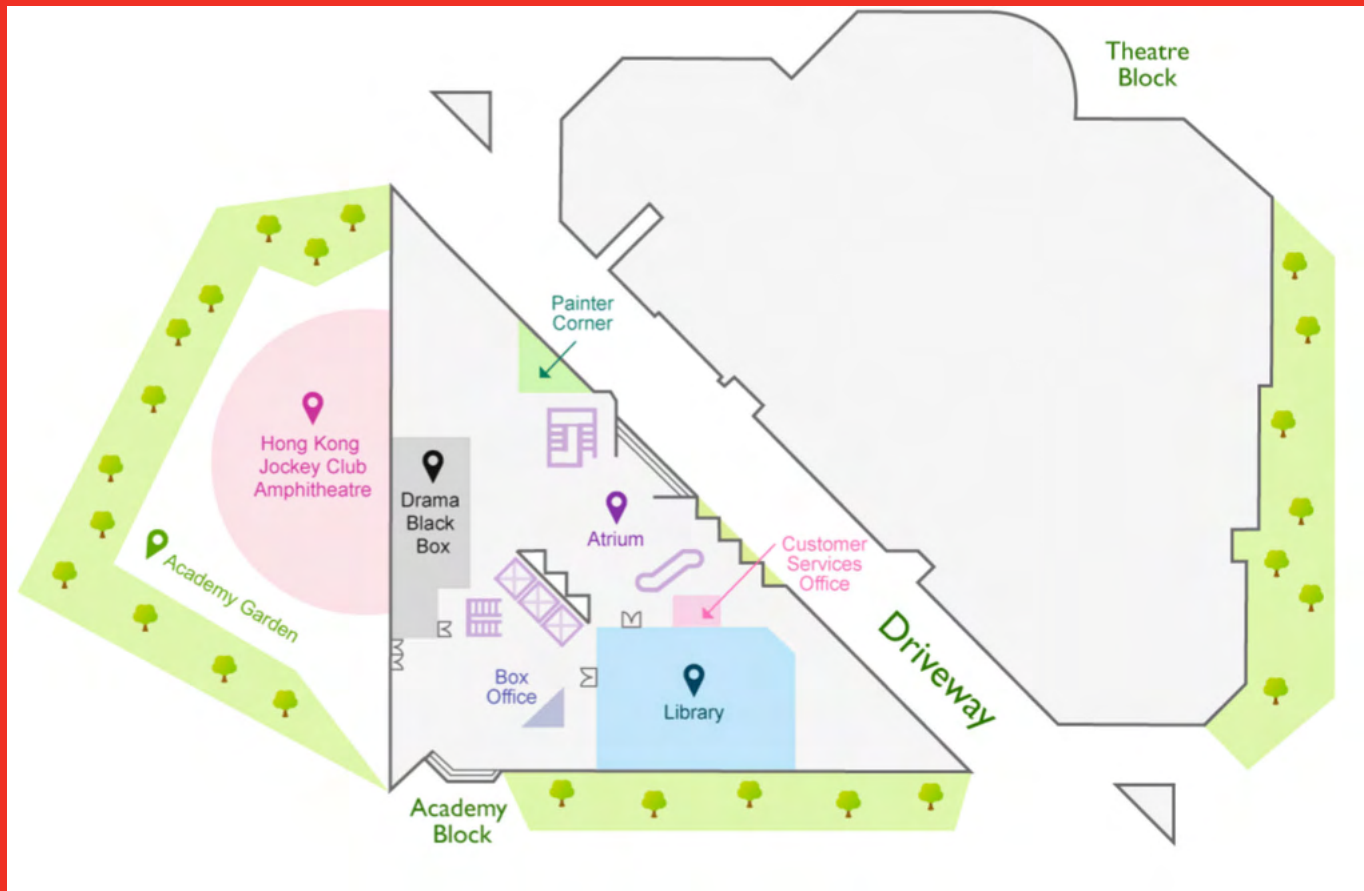 Theatre
Block
Painter
Corner
Hong Kong
Jockey Club
Amphitheatre
Drama
Black
Box
Atrium
Customer
Services
Office
Academy Garden
Driveway
Box
Office
Library
Academy
Block